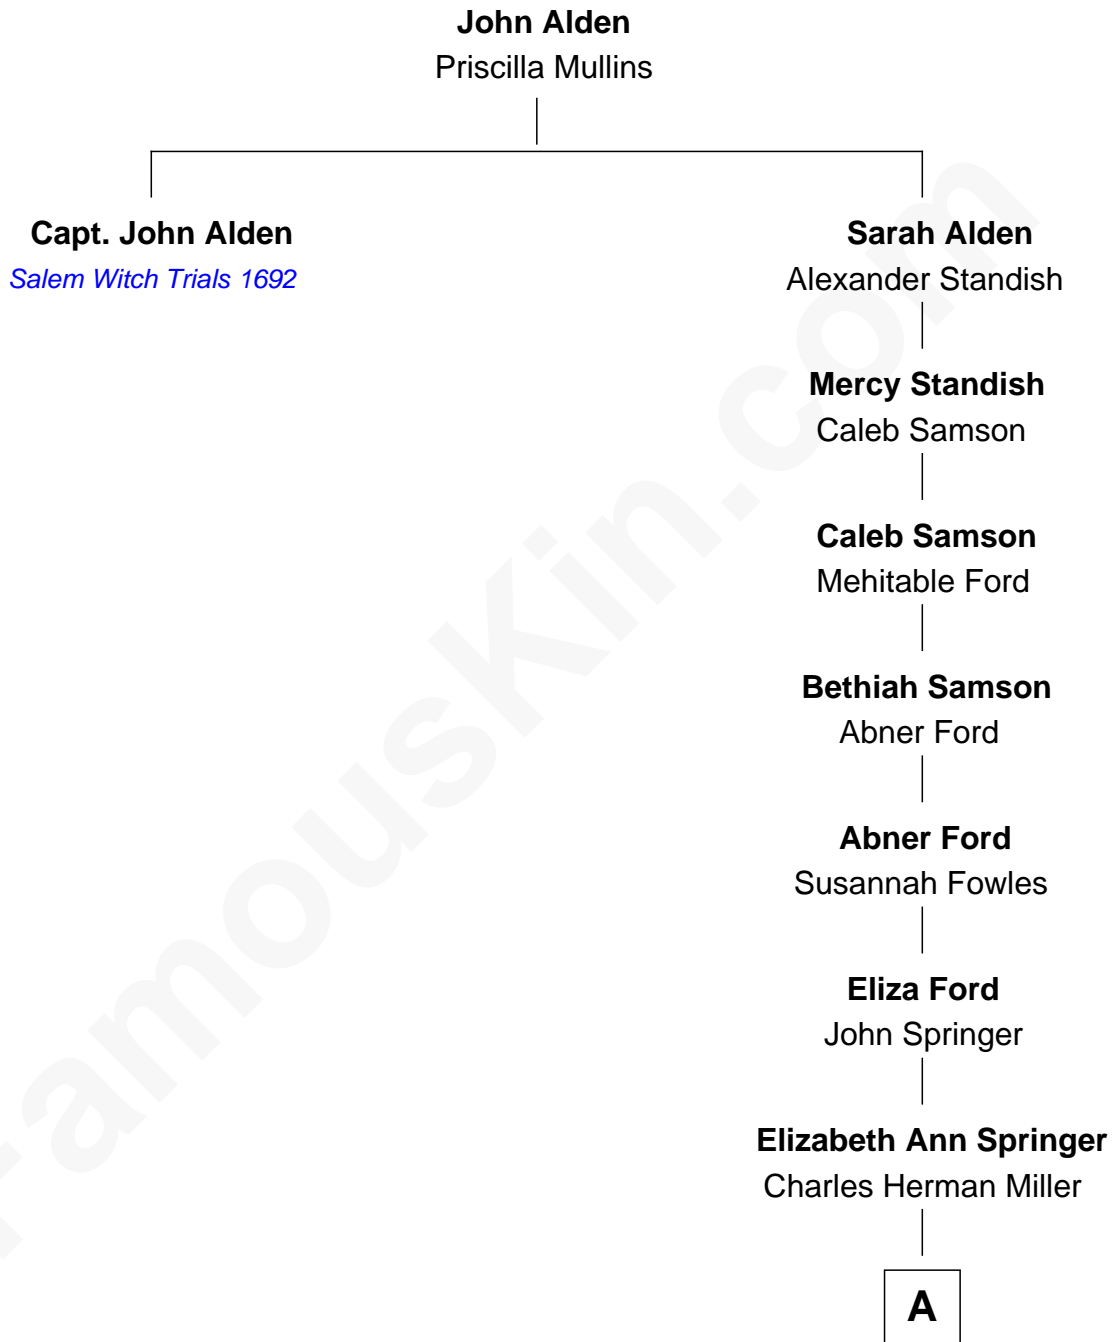 John Alden
Priscilla Mullins
Capt. John Alden
Salem Witch Trials 1692
Sarah Alden
Alexander Standish
Mercy Standish
Caleb Samson
Caleb Samson
Mehitable Ford
Bethiah Samson
Abner Ford
Abner Ford
Susannah Fowles
Eliza Ford
John Springer
Elizabeth Ann Springer
Charles Herman Miller
A
FamousKin.com